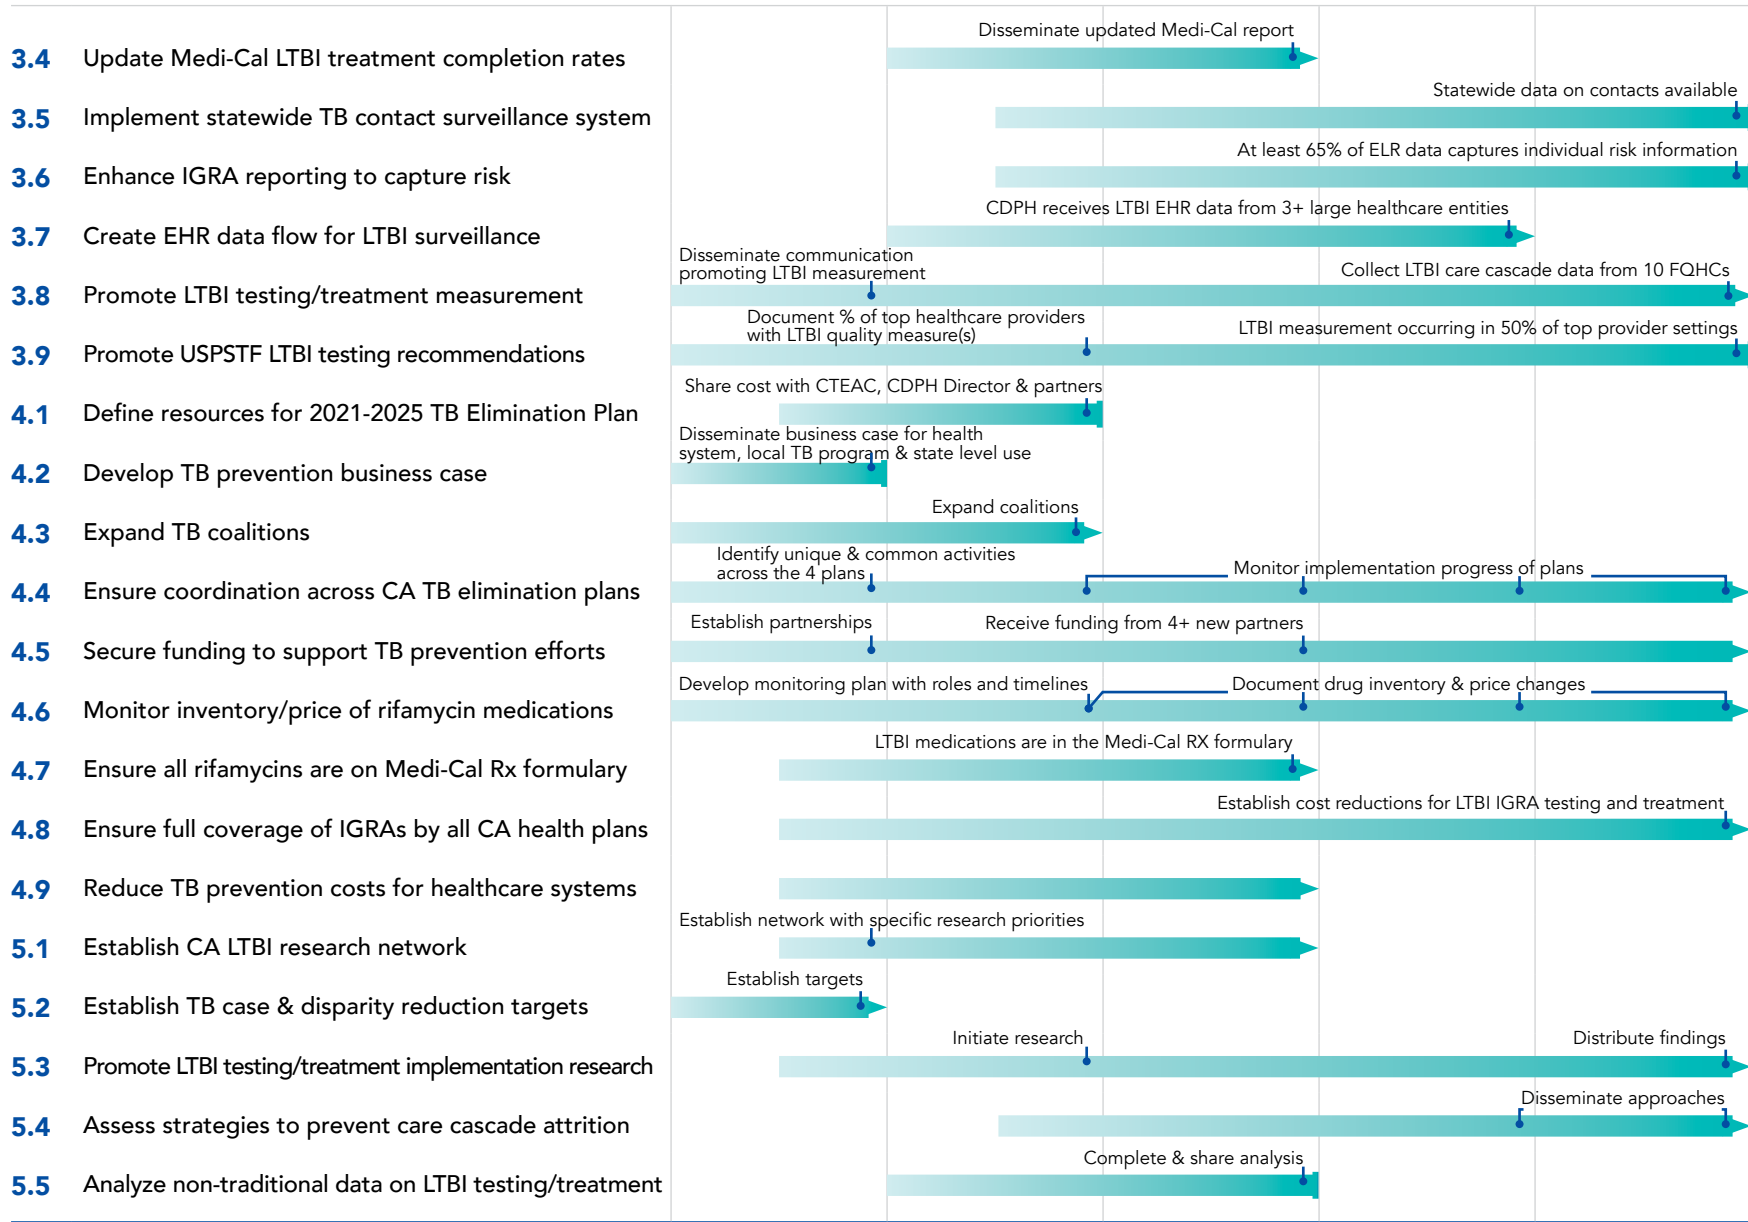 Disseminate updated Medi-Cal report
3.4 Update Medi-Cal LTBI treatment completion rates
Statewide data on contacts available
3.5 Implement statewide TB contact surveillance system
At least 65% of ELR data captures individual risk information
3.6 Enhance IGRA reporting to capture risk
CDPH receives LTBI EHR data from 3+ large healthcare entities
3.7 Create EHR data flow for LTBI surveillance
Disseminate communication
promoting LTBI measurement
Collect LTBI care cascade data from 10 FQHCs
3.8 Promote LTBI testing/treatment measurement
Document % of top healthcare providers
with LTBI quality measure(s)
LTBI measurement occurring in 50% of top provider settings
3.9 Promote USPSTF LTBI testing recommendations
Share cost with CTEAC, CDPH Director & partners
4.1 Define resources for 2021-2025 TB Elimination Plan
Disseminate business case for health
system, local TB program & state level use
4.2 Develop TB prevention business case
Expand coalitions
4.3 Expand TB coalitions
Identify unique & common activities
across the 4 plans
Monitor implementation progress of plans
4.4 Ensure coordination across CA TB elimination plans
Establish partnerships
Receive funding from 4+ new partners
4.5 Secure funding to support TB prevention efforts
Develop monitoring plan with roles and timelines
Document drug inventory & price changes
4.6 Monitor inventory/price of rifamycin medications
LTBI medications are in the Medi-Cal RX formulary
4.7 Ensure all rifamycins are on Medi-Cal Rx formulary
Establish cost reductions for LTBI IGRA testing and treatment
4.8 Ensure full coverage of IGRAs by all CA health plans
4.9 Reduce TB prevention costs for healthcare systems
Establish network with specific research priorities
5.1 Establish CA LTBI research network
Establish targets
5.2 Establish TB case & disparity reduction targets
Initiate research
Distribute findings
5.3 Promote LTBI testing/treatment implementation research
Disseminate approaches
5.4 Assess strategies to prevent care cascade attrition
Complete & share analysis
5.5 Analyze non-traditional data on LTBI testing/treatment